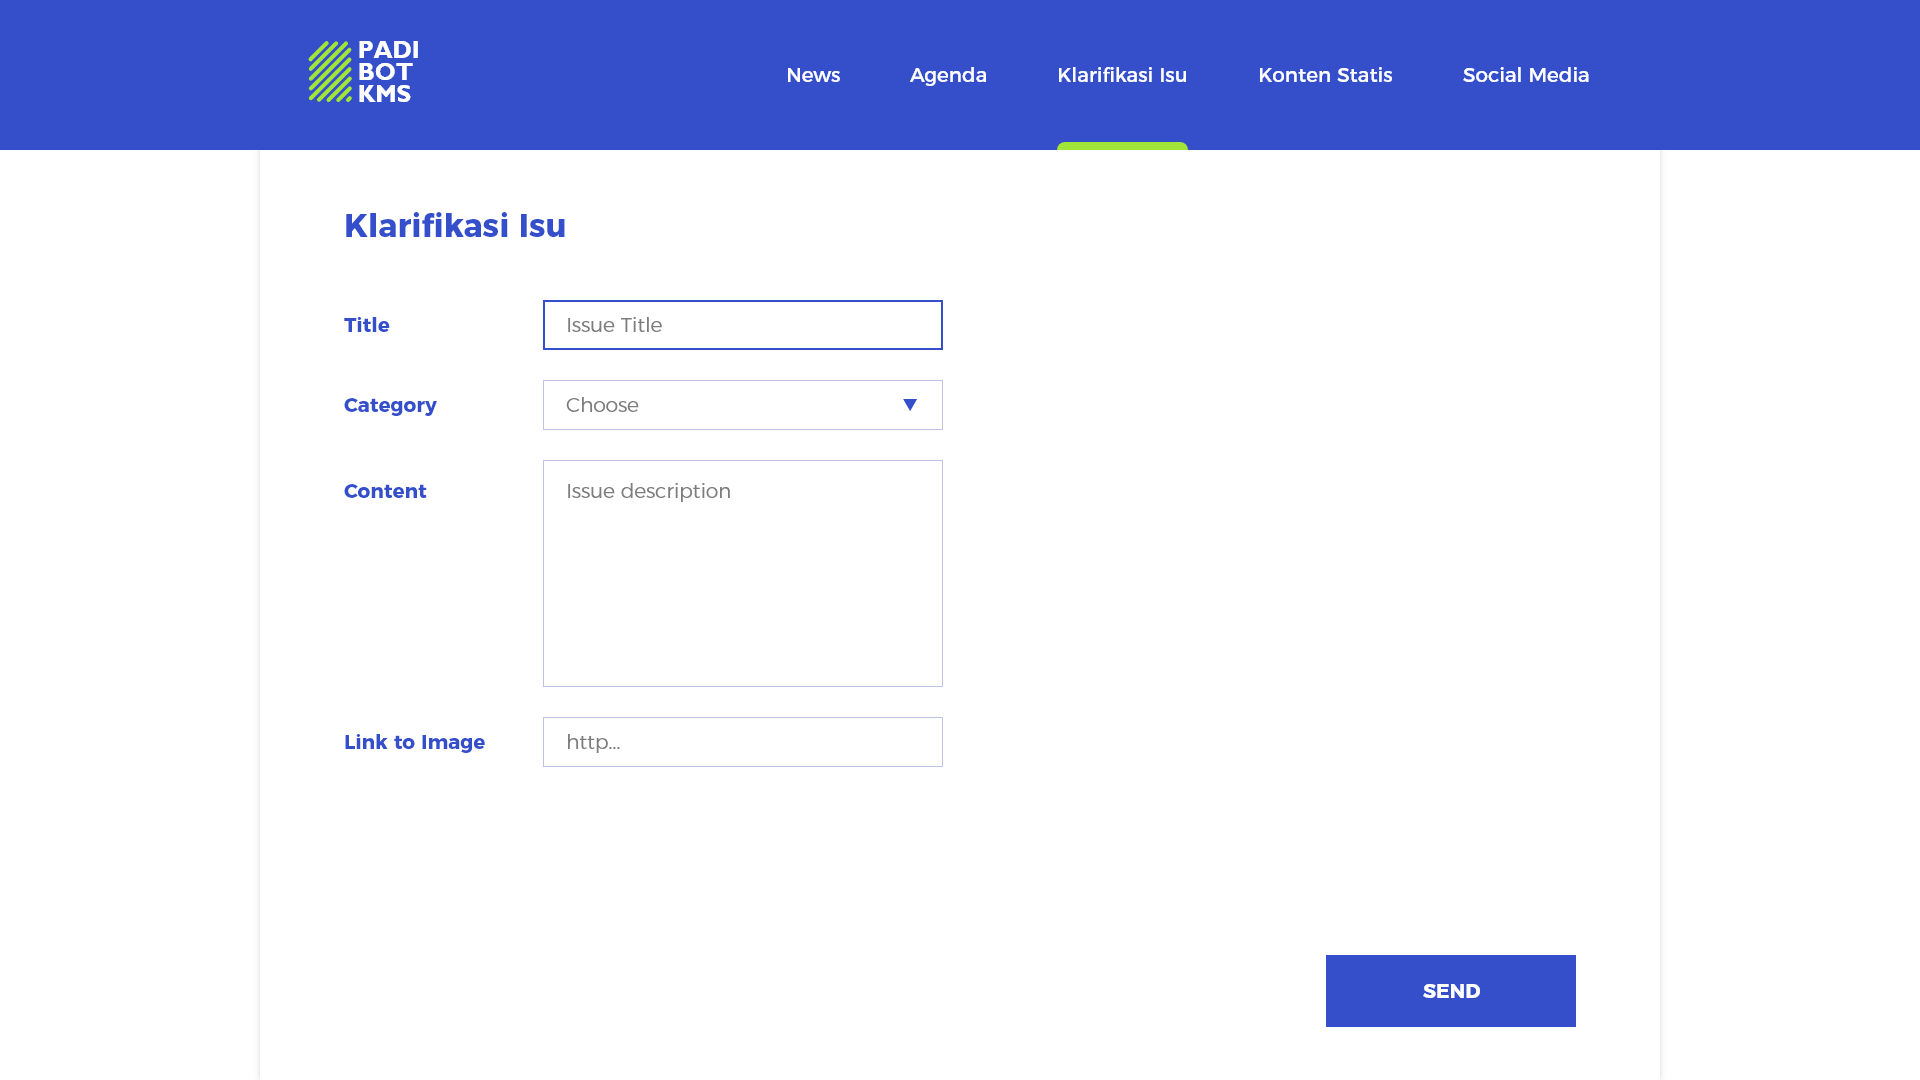 PADI
BOT
KMS
News
Agenda
Klarifikasi Isu
Konten Statis
Social Media
Klarifikasi Isu
Title
Issue Title
Category
Choose
Content
Issue description
Link to Image
http...
SEND